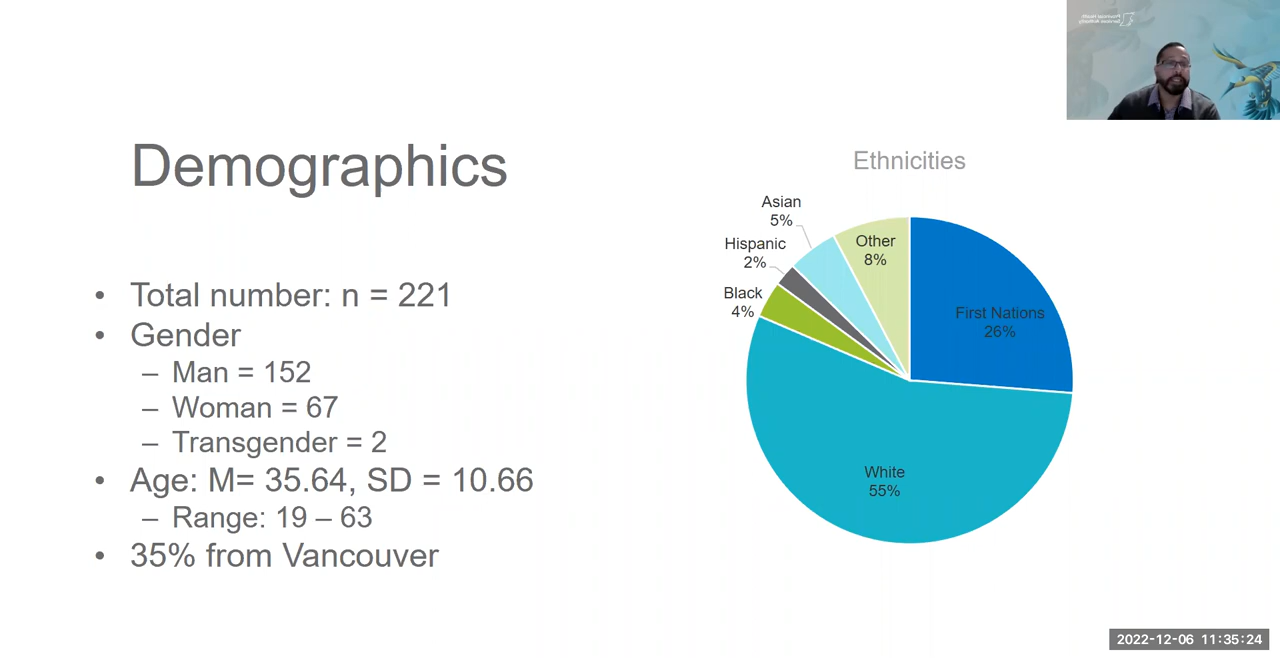 Demographics
• Total number: n = 221
• Gender
– Man = 152
– Woman = 67
– Transgender = 2
• Age: M= 35.64, SD = 10.66
– Range: 19 – 63
• 35% from Vancouver
Ethnicities
Asian
5%
Other
8%
Hispanic
2%
Black
4%
First Nations
26%
White
55%
2022-12-06 11:35:24